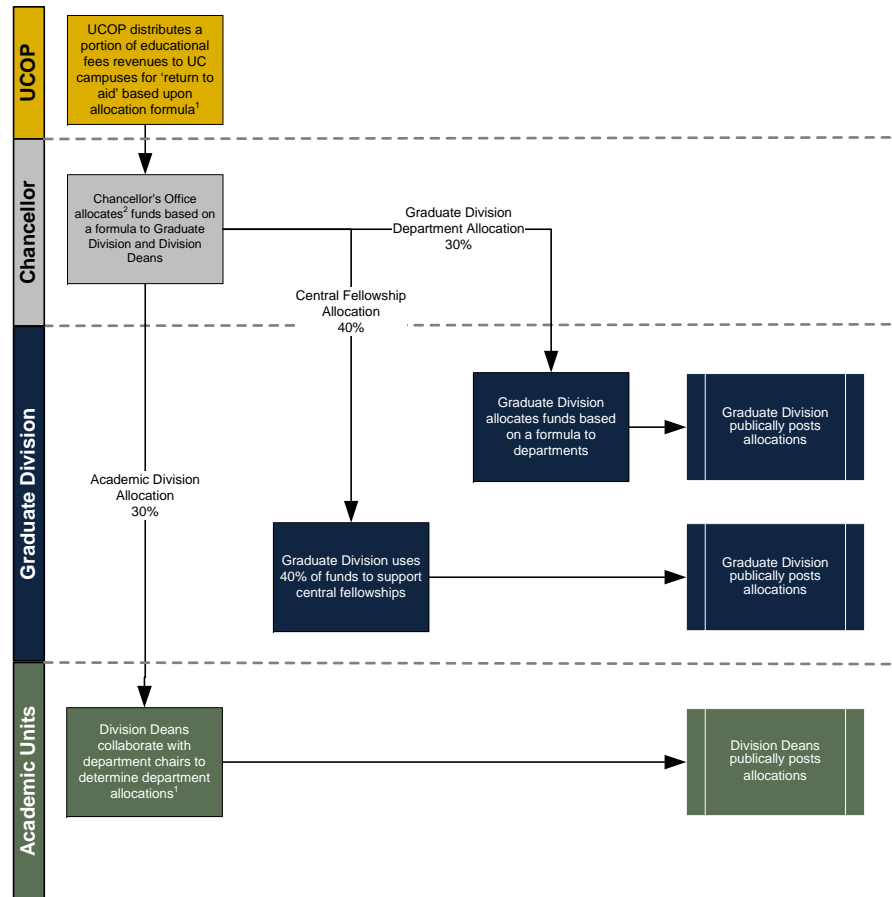 UCOP
UCOP distributes a
portion of educational
fees revenues to UC
campuses for ‘return to
aid’ based upon
allocation formula1
Chancellor
Chancellor’s Office
allocates2 funds based on
a formula to Graduate
Division and Division
Deans
Graduate Division
Department Allocation
30%
Central Fellowship
Allocation
40%
Graduate Division
Graduate Division
allocates funds based
on a formula to
departments
Graduate Division
publically posts
allocations
Academic Division
Allocation
30%
Graduate Division uses
40% of funds to support
central fellowships
Graduate Division
publically posts
allocations
Academic Units
Division Deans
collaborate with
department chairs to
determine department
allocations1
Division Deans
publically posts
allocations